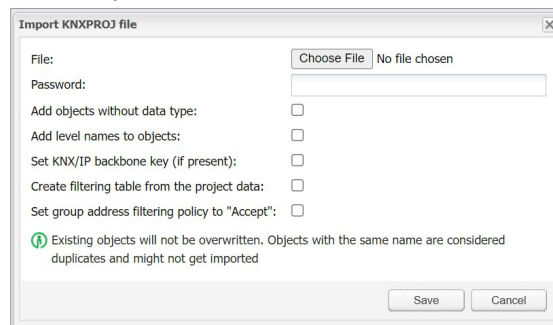 Import KNXPROJ file
File: Choose File No file chosen
Password:
Add objects without data type:
Add level names to objects:
Set KNX/IP backbone key (if present):
Create filtering table from the project data:
Set group address filtering policy to "Accept":
Existing objects will not be overwritten. Objects with the same name are considered
duplicates and might not get imported
Save Cancel